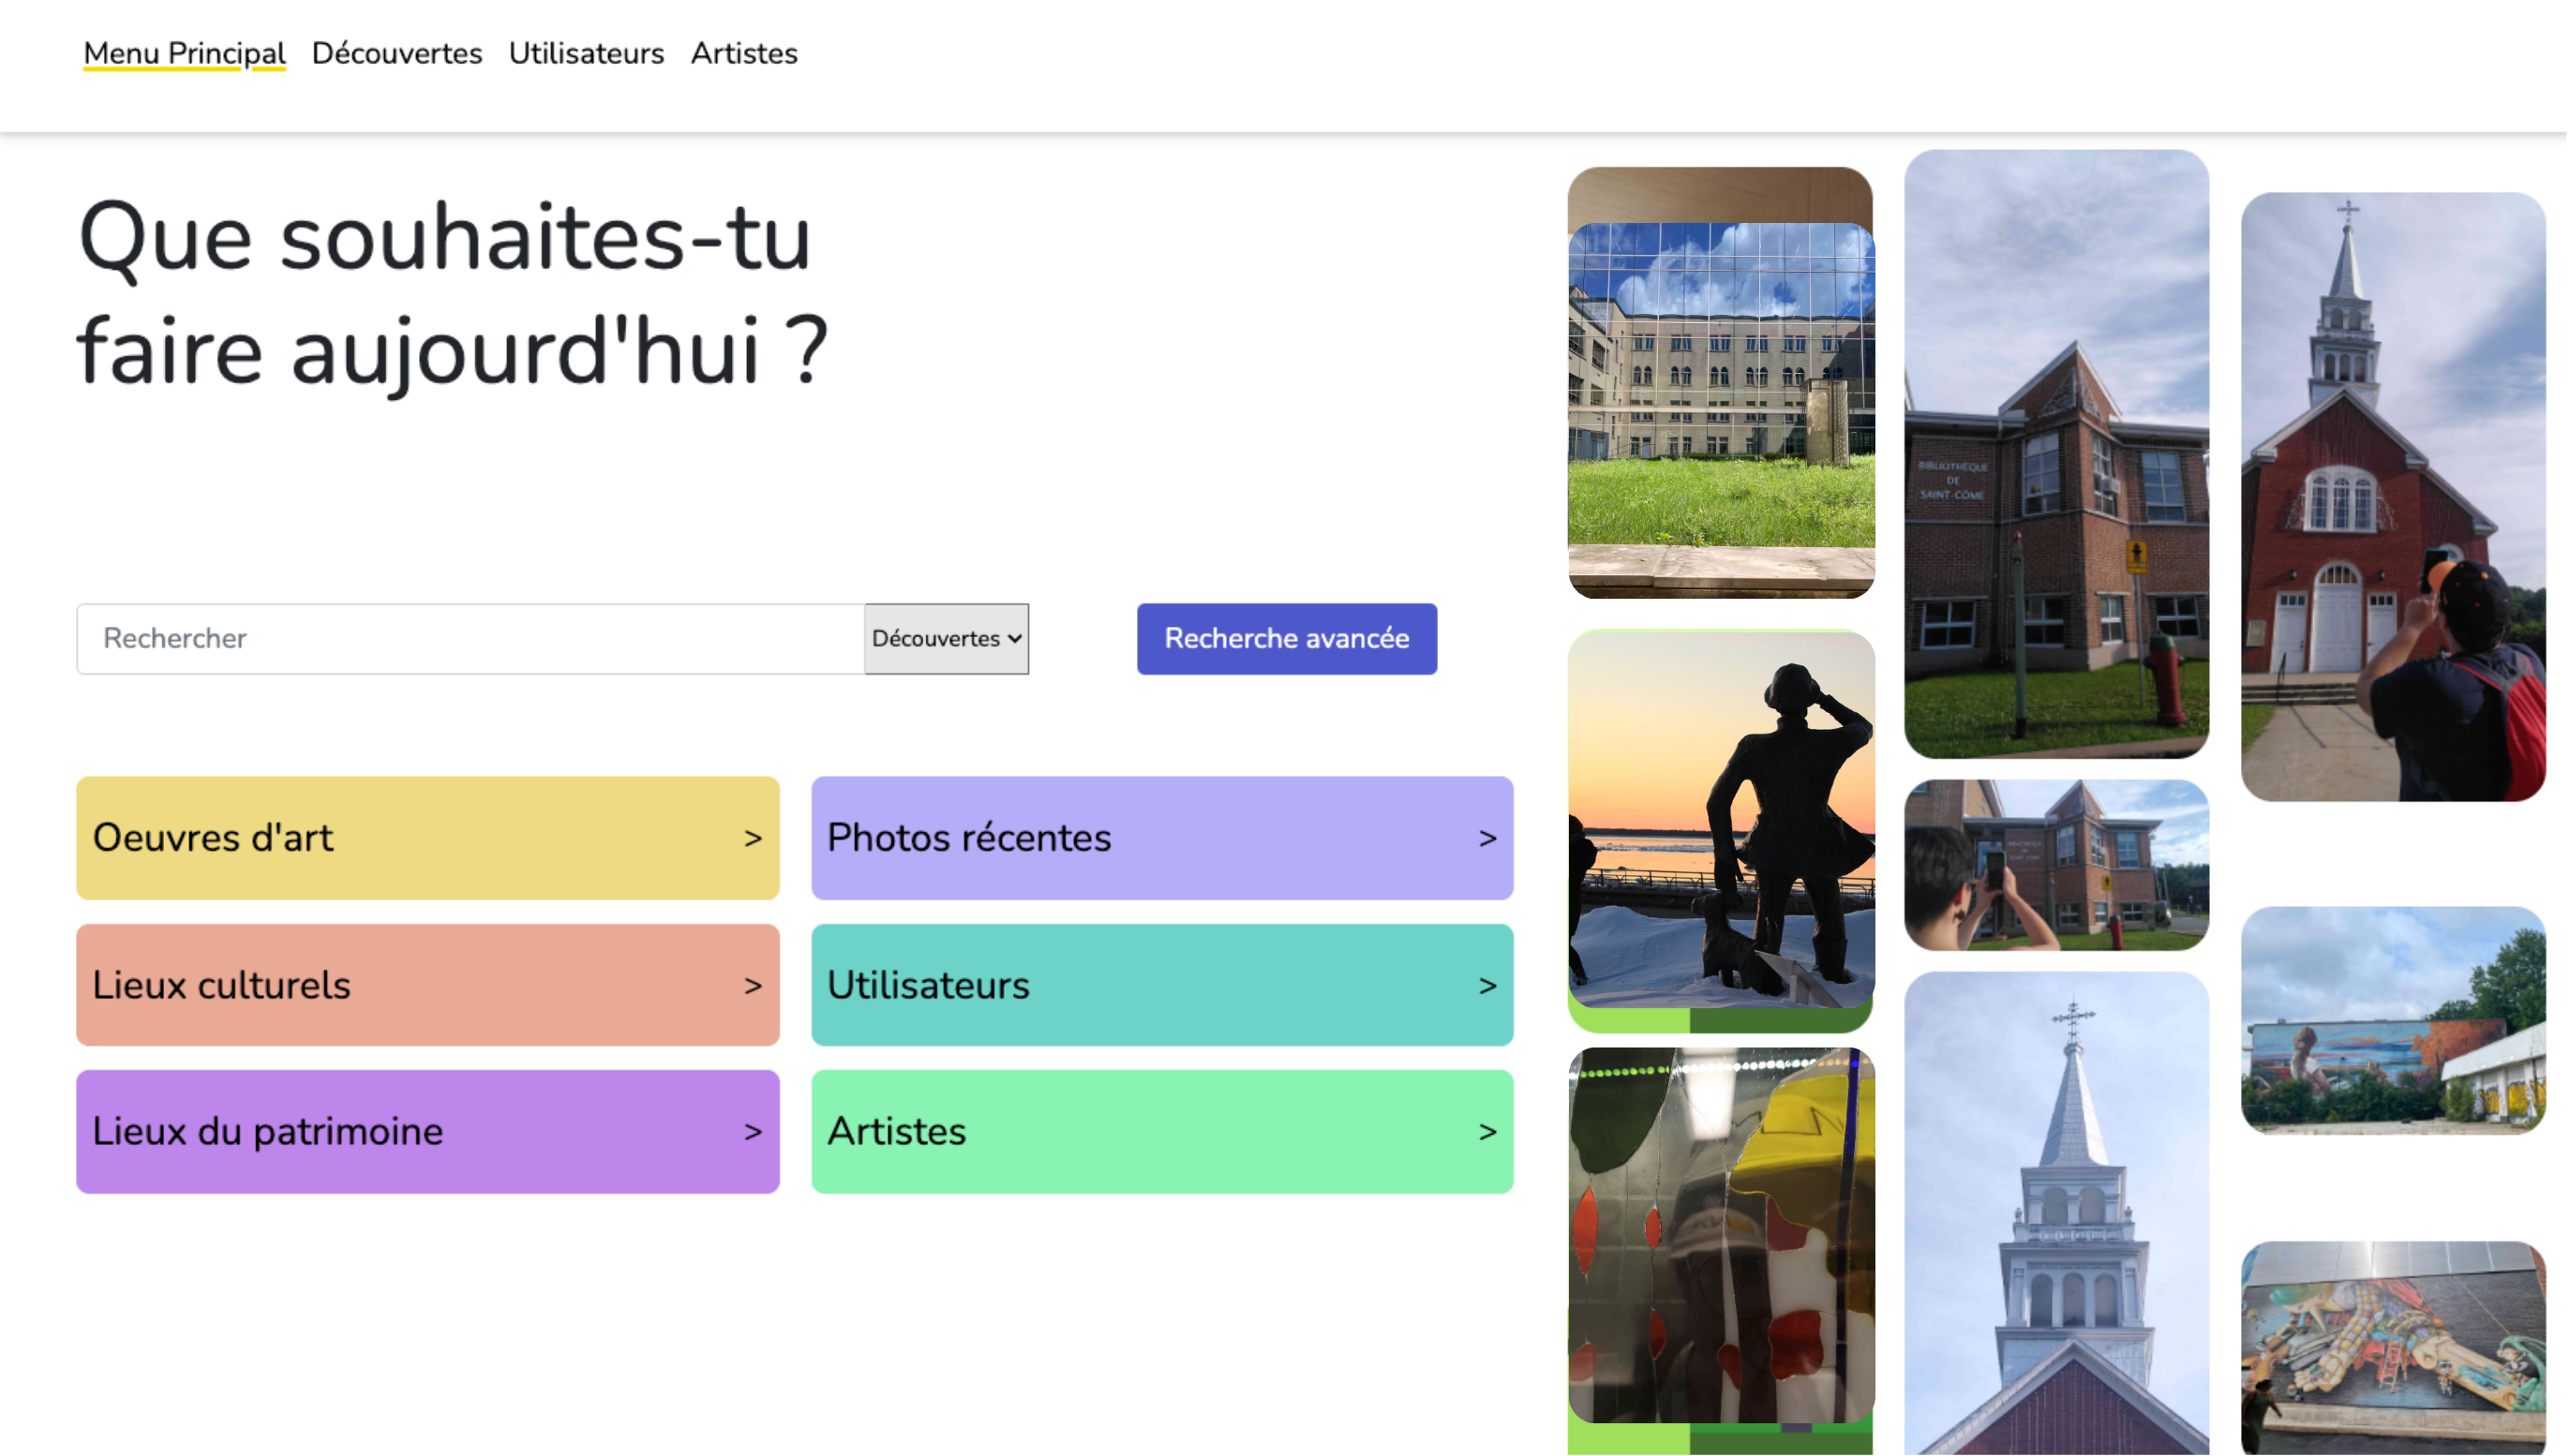 Menu Principal Découvertes Utilisateurs Artistes
Que souhaites-tu
faire aujourd'hui ?
Rechercher Découvertes Recherche avancée
Oeuvres d'art > Photos récentes >
Lieux culturels > Utilisateurs >
Lieux du patrimoine > Artistes >
BIBLIOTHÈQUE
DE
SAINT-CÔME